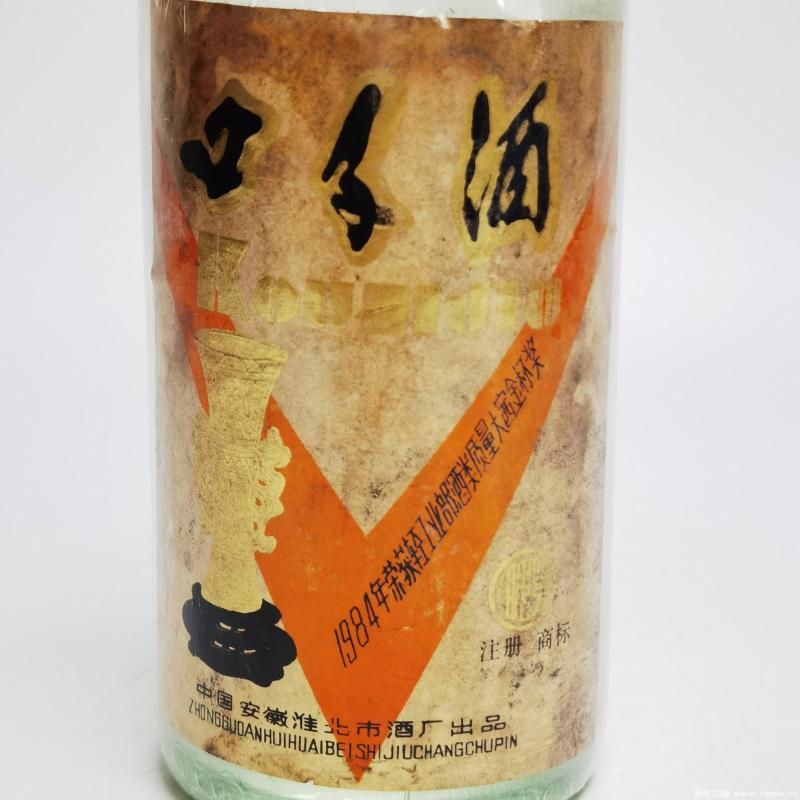 口子酒
Kouzijiu
1984年荣获轻工业部酒类质量大赛金杯奖
注册 商标
中国安徽淮北市酒厂出品
ZHONGGUOANHUIHUAIBEISHIJIUCHANGCHUPIN